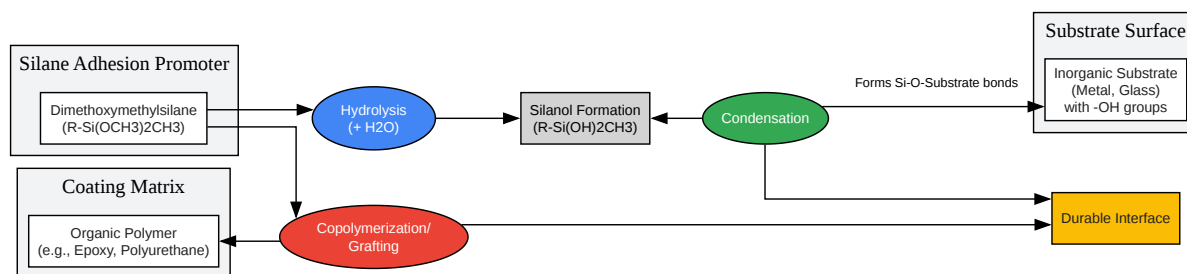 Silane Adhesion Promoter
Dimethoxymethylsilane
(R-Si(OCH3)2CH3)
Hydrolysis
(+ H2O)
Silanol Formation
(R-Si(OH)2CH3)
Condensation
Forms Si-O-Substrate bonds
Substrate Surface
Inorganic Substrate
(Metal, Glass)
with -OH groups
Coating Matrix
Organic Polymer
(e.g., Epoxy, Polyurethane)
Copolymerization/
Grafting
Durable Interface